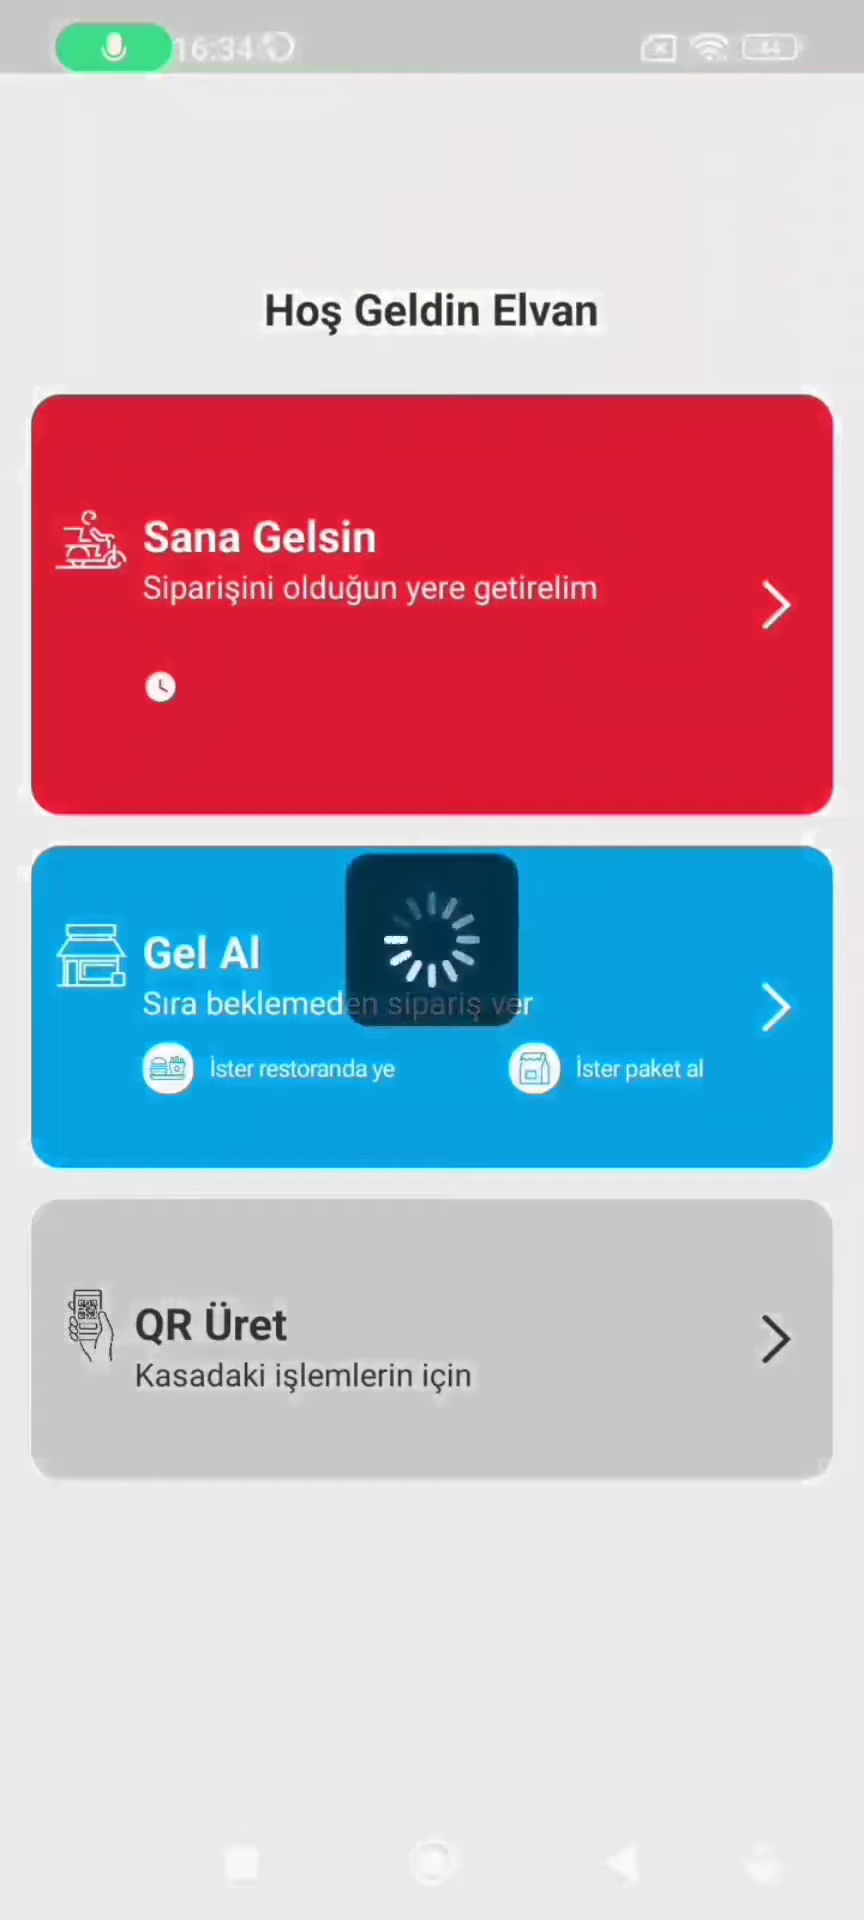 16:34
44
Hoş Geldin Elvan
Sana Gelsin
Siparişini olduğun yere getirelim
Gel Al
Sıra beklemeden sipariş ver
İster restoranda ye
İster paket al
QR Üret
Kasadaki işlemlerin için